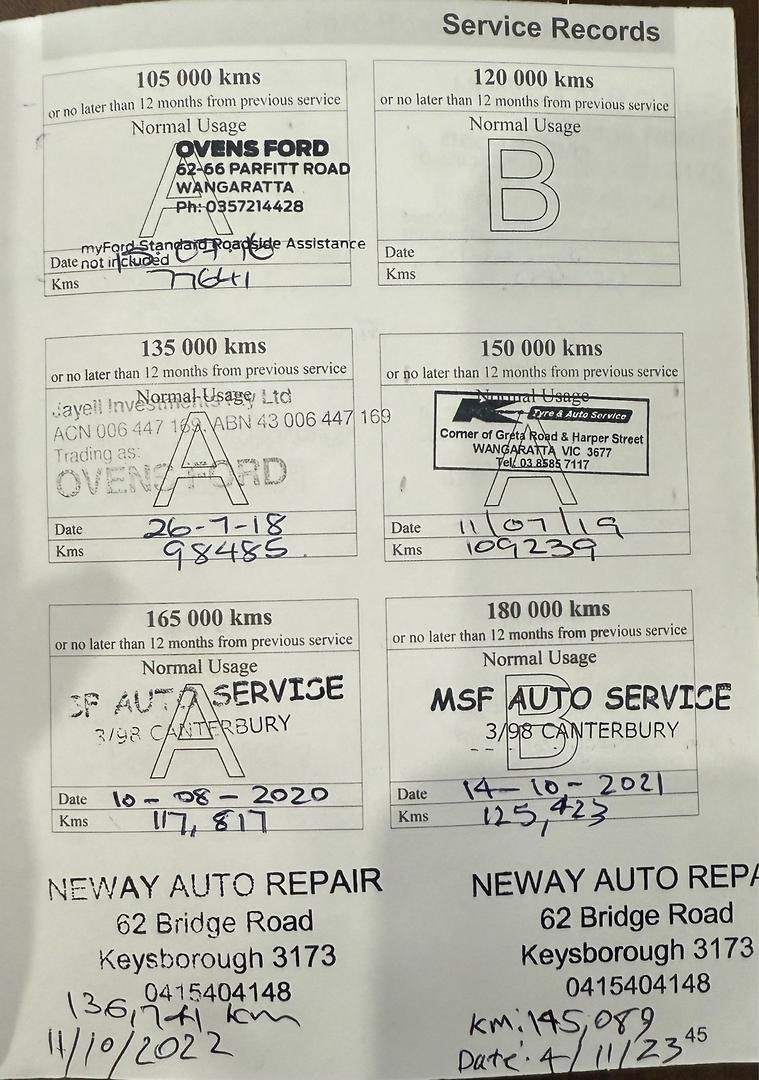 Service Records
105 000 kms
or no later than 12 months from previous service
Normal Usage
A
OVENS FORD
62-66 PARFITT ROAD
WANGARATTA
Ph: 0357214428
myFord Standard Roadside Assistance
not included
Date 07-16
Kms 77641
120 000 kms
or no later than 12 months from previous service
Normal Usage
B
Date
Kms
135 000 kms
or no later than 12 months from previous service
Normal Usage
A
Jayell Investments Pty Ltd
ACN 006 447 169. ABN 43 006 447 169
Trading as:
OVENS FORD
Date 26-7-18
Kms 98485
150 000 kms
or no later than 12 months from previous service
Normal Usage
A
Tyre & Auto Service
Corner of Greta Road & Harper Street
WANGARATTA VIC 3677
Tel: 03 8585 7117
Date 11/07/19
Kms 109239
165 000 kms
or no later than 12 months from previous service
Normal Usage
A
SF AUTO SERVICE
3/98 CANTERBURY
Date 10-08-2020
Kms 117,817
180 000 kms
or no later than 12 months from previous service
Normal Usage
B
MSF AUTO SERVICE
3/98 CANTERBURY
Date 14-10-2021
Kms 125,423
NEWAY AUTO REPAIR
62 Bridge Road
Keysborough 3173
0415404148
136,741 km
11/10/2022
NEWAY AUTO REPA
62 Bridge Road
Keysborough 3173
0415404148
km: 145,089
Date: 4/11/23
45